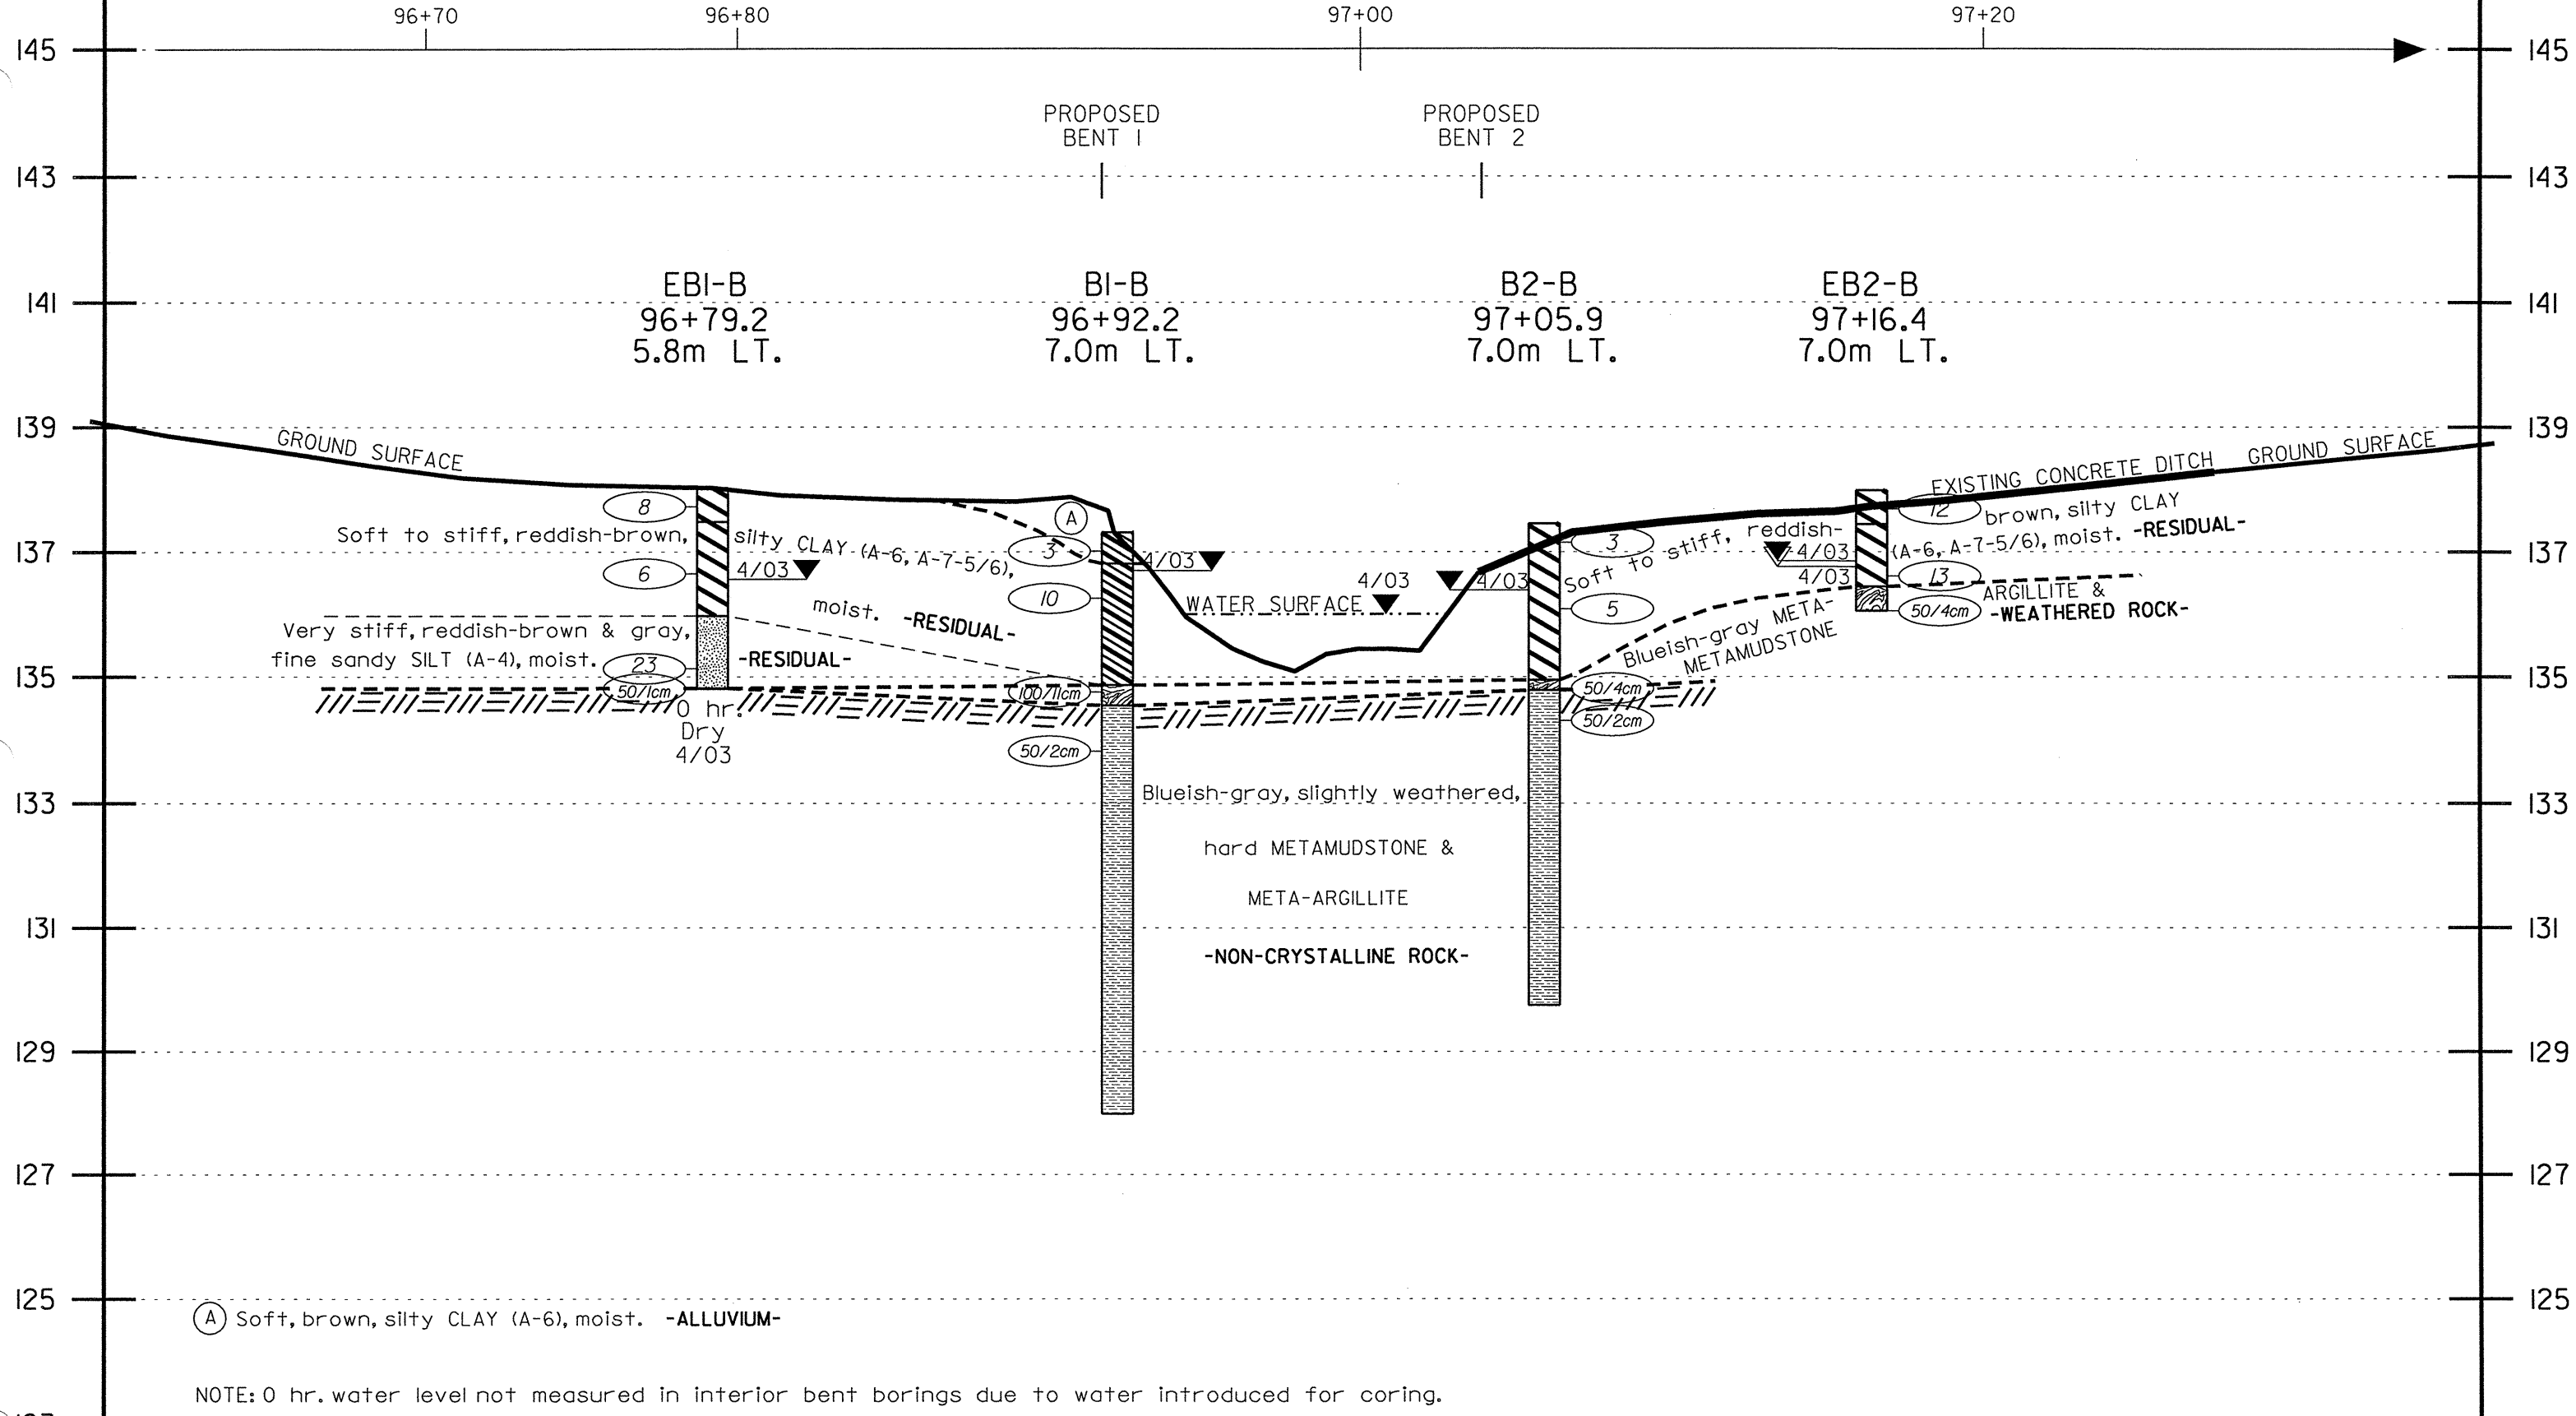 96+70 96+80 97+00 97+20
145 145
PROPOSED BENT 1
PROPOSED BENT 2
143 143
EB1-B
96+79.2
5.8m LT.
B1-B
96+92.2
7.0m LT.
B2-B
97+05.9
7.0m LT.
EB2-B
97+16.4
7.0m LT.
141 141
139 139
GROUND SURFACE
EXISTING CONCRETE DITCH
GROUND SURFACE
8
A
12
Soft to stiff, reddish-brown, silty CLAY (A-6, A-7-5/6),
moist. -RESIDUAL-
3
3
Soft to stiff, reddish-
brown, silty CLAY
(A-6, A-7-5/6), moist. -RESIDUAL-
137 137
4/03
4/03
4/03
4/03
4/03
4/03
6
10
5
13
WATER SURFACE
50/4cm
ARGILLITE &
-WEATHERED ROCK-
Blueish-gray META-
METAMUDSTONE
Very stiff, reddish-brown & gray,
fine sandy SILT (A-4), moist.
-RESIDUAL-
23
135 135
50/1cm
100/11cm
50/4cm
0 hr.
Dry
4/03
50/2cm
50/2cm
133 133
Blueish-gray, slightly weathered,
hard METAMUDSTONE &
META-ARGILLITE
131 131
-NON-CRYSTALLINE ROCK-
129 129
127 127
125 125
A Soft, brown, silty CLAY (A-6), moist. -ALLUVIUM-
NOTE: 0 hr. water level not measured in interior bent borings due to water introduced for coring.